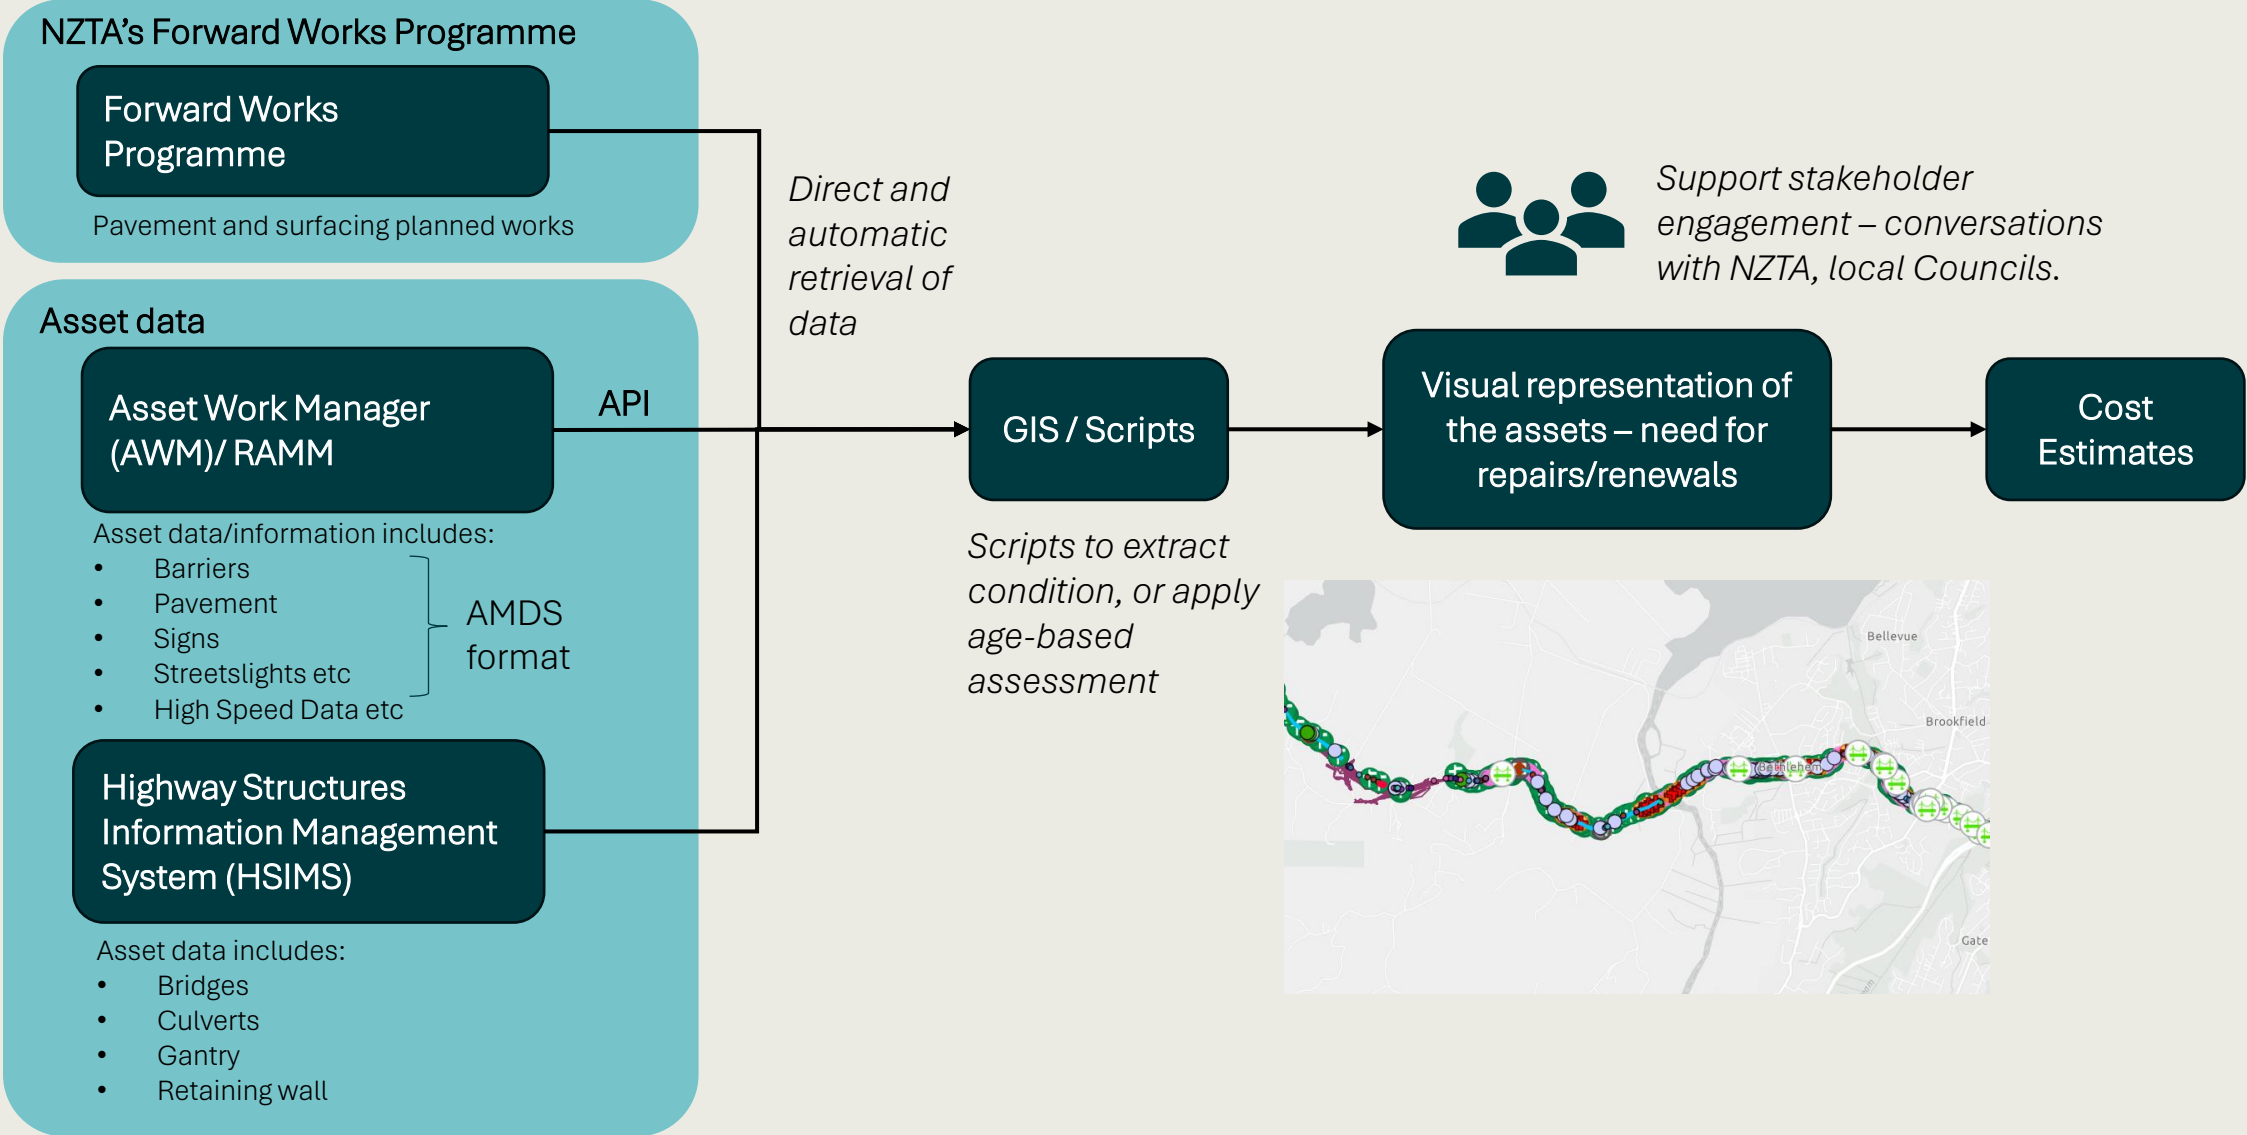 NZTA's Forward Works Programme
Forward Works
Programme
Pavement and surfacing planned works
Asset data
Asset Work Manager
(AWM)/ RAMM
API
Asset data/information includes:
• Barriers
• Pavement
• Signs
• Streetslights etc
• High Speed Data etc
AMDS
format
Highway Structures
Information Management
System (HSIMS)
Asset data includes:
• Bridges
• Culverts
• Gantry
• Retaining wall
Direct and
automatic
retrieval of
data
GIS / Scripts
Scripts to extract
condition, or apply
age-based
assessment
Support stakeholder
engagement – conversations
with NZTA, local Councils.
Visual representation of
the assets – need for
repairs/renewals
Cost
Estimates
Bellevue
Brookfield
Bethlehem
Gate